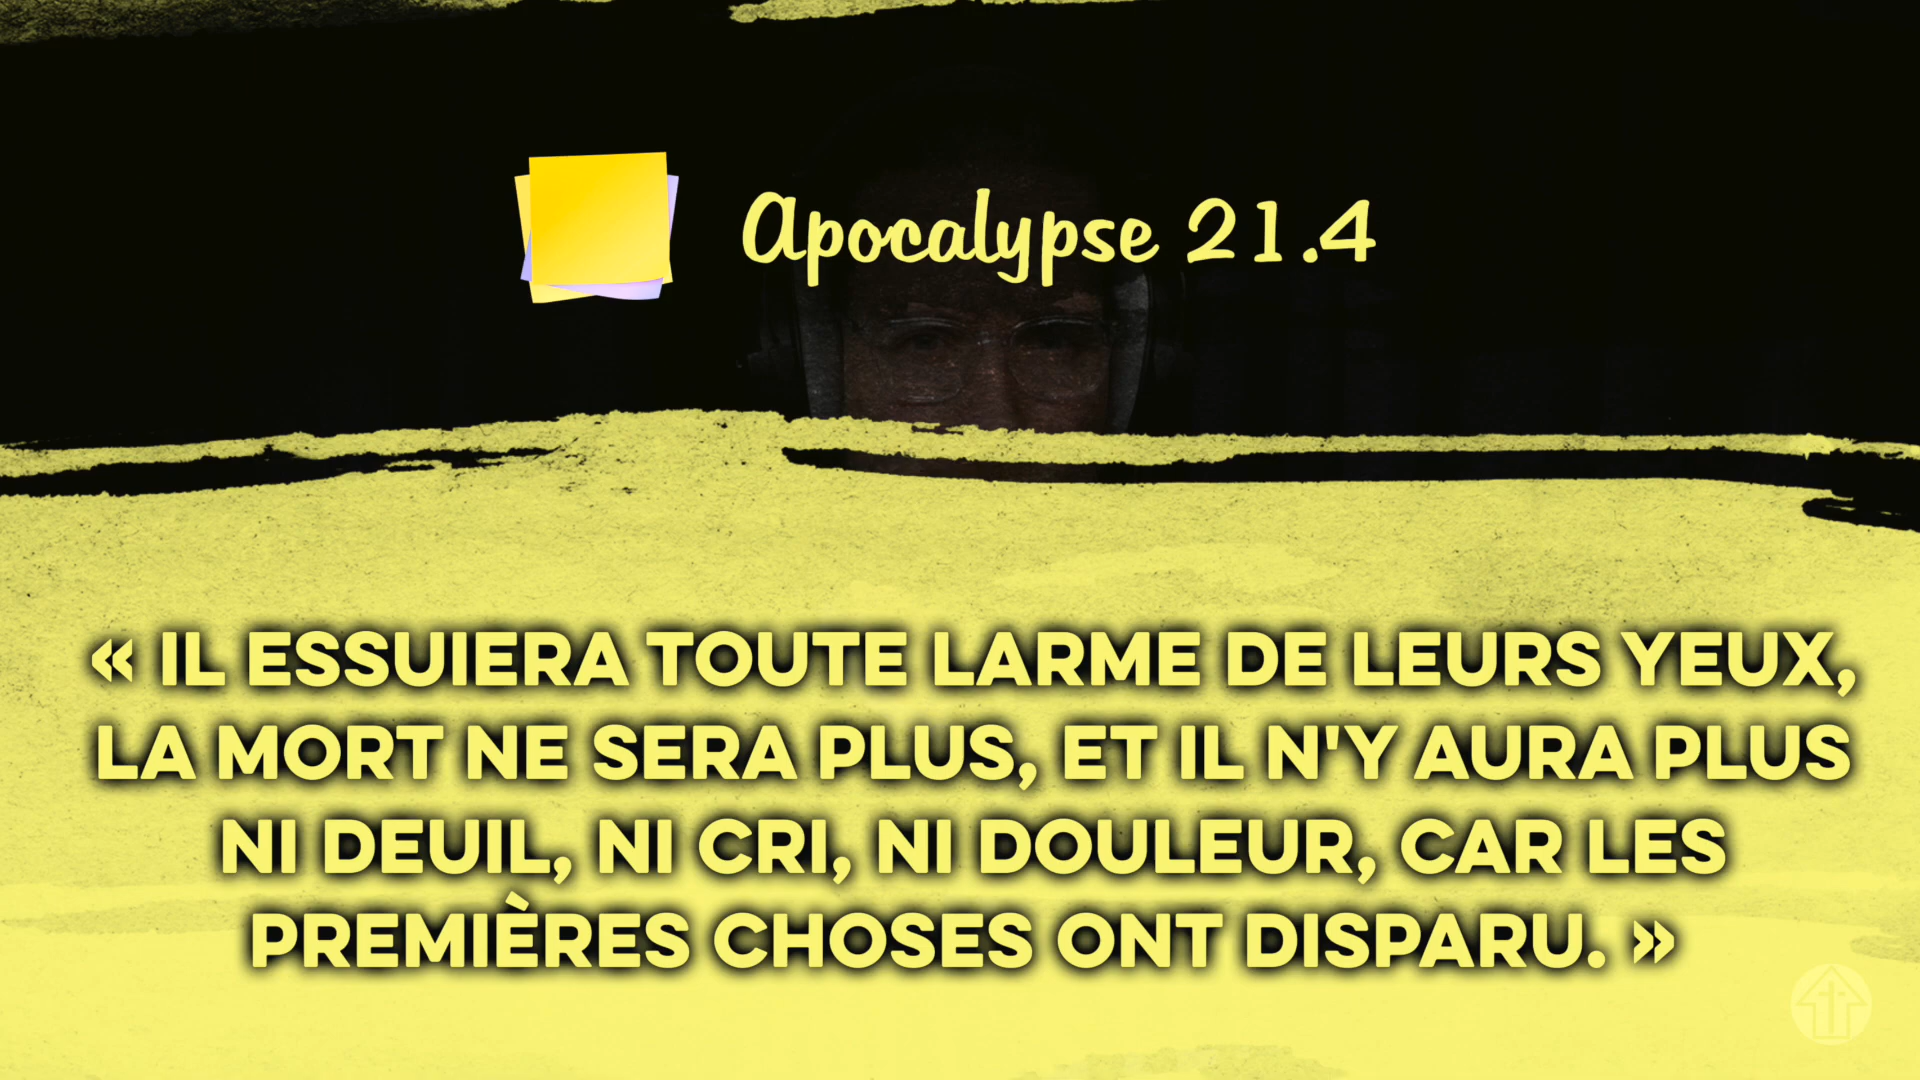 Apocalypse 21.4
« IL ESSUIERA TOUTE LARME DE LEURS YEUX,
LA MORT NE SERA PLUS, ET IL N'Y AURA PLUS
NI DEUIL, NI CRI, NI DOULEUR, CAR LES
PREMIÈRES CHOSES ONT DISPARU. »